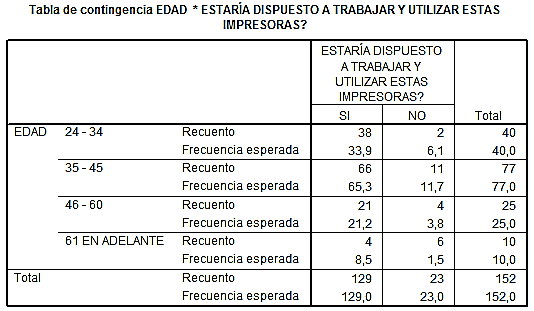 Tabla de contingencia EDAD * ESTARÍA DISPUESTO A TRABAJAR Y UTILIZAR ESTAS
IMPRESORAS?
ESTARÍA DISPUESTO
A TRABAJAR Y
UTILIZAR ESTAS
IMPRESORAS?
SI NO Total
EDAD 24 - 34 Recuento 38 2 40
Frecuencia esperada 33,9 6,1 40,0
35 - 45 Recuento 66 11 77
Frecuencia esperada 65,3 11,7 77,0
46 - 60 Recuento 21 4 25
Frecuencia esperada 21,2 3,8 25,0
61 EN ADELANTE Recuento 4 6 10
Frecuencia esperada 8,5 1,5 10,0
Total Recuento 129 23 152
Frecuencia esperada 129,0 23,0 152,0